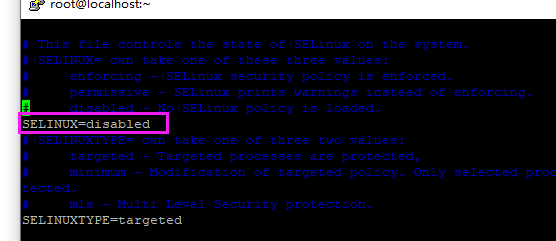 root@localhost:~
# This file controls the state of SELinux on the system.
# SELINUX= can take one of these three values:
#     enforcing - SELinux security policy is enforced.
#     permissive - SELinux prints warnings instead of enforcing.
#     disabled - No SELinux policy is loaded.
SELINUX=disabled
# SELINUXTYPE= can take one of three two values:
#     targeted - Targeted processes are protected,
#     minimum - Modification of targeted policy. Only selected proc
tected.
#     mls - Multi Level Security protection.
SELINUXTYPE=targeted